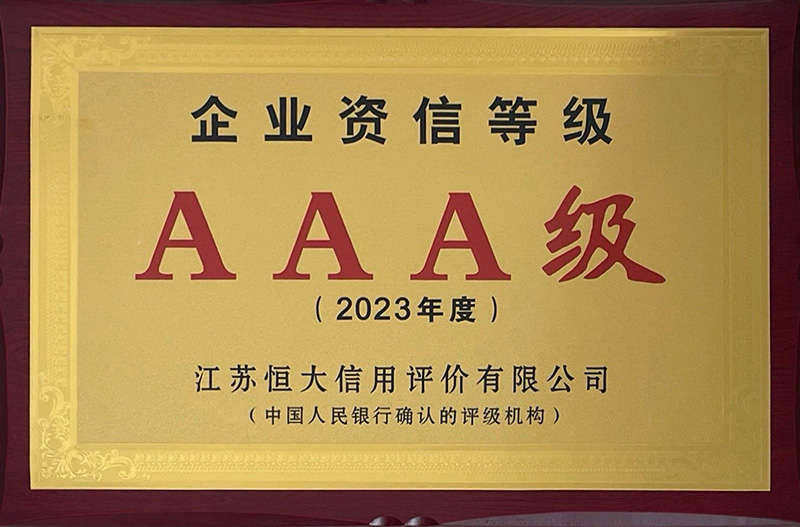 企业资信等级
AAA级
（2023年度）
江苏恒大信用评价有限公司
（中国人民银行确认的评级机构）